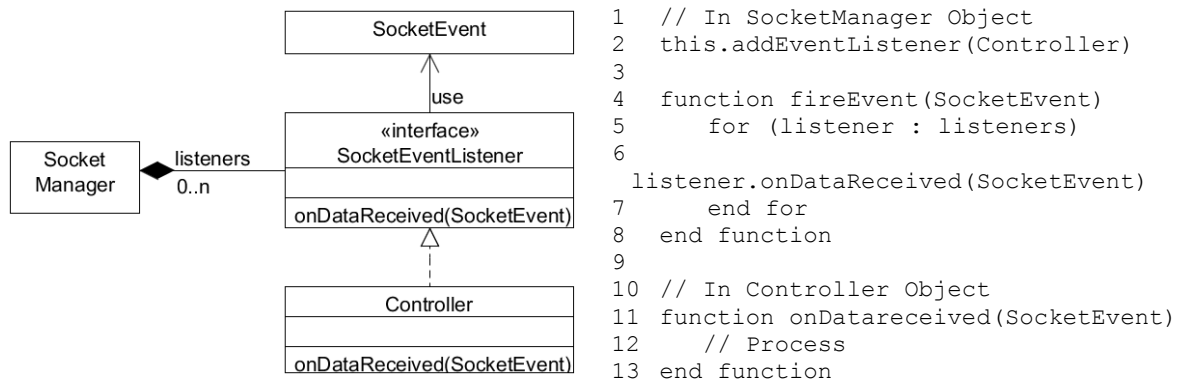 SocketEvent
use
«interface»
SocketEventListener
onDataReceived(SocketEvent)
Socket
Manager
listeners
0..n
Controller
onDataReceived(SocketEvent)
1 // In SocketManager Object
2 this.addEventListener(Controller)
3
4 function fireEvent(SocketEvent)
5 for (listener : listeners)
6
listener.onDataReceived(SocketEvent)
7 end for
8 end function
9
10 // In Controller Object
11 function onDatareceived(SocketEvent)
12 // Process
13 end function